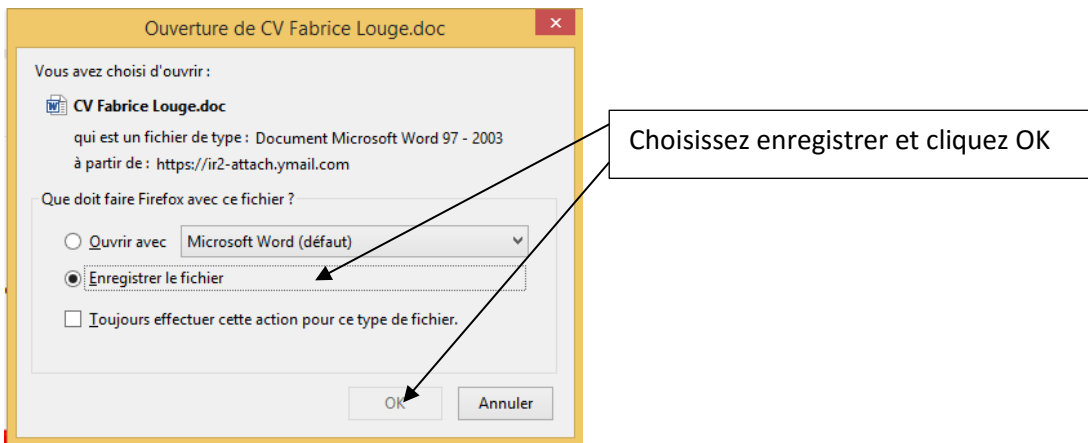 Ouverture de CV Fabrice Louge.doc
Vous avez choisi d'ouvrir :
CV Fabrice Louge.doc
qui est un fichier de type : Document Microsoft Word 97 - 2003
à partir de : https://ir2-attach.ymail.com
Que doit faire Firefox avec ce fichier ?
Ouvrir avec Microsoft Word (défaut)
Enregistrer le fichier
Toujours effectuer cette action pour ce type de fichier.
OK Annuler
Choisissez enregistrer et cliquez OK